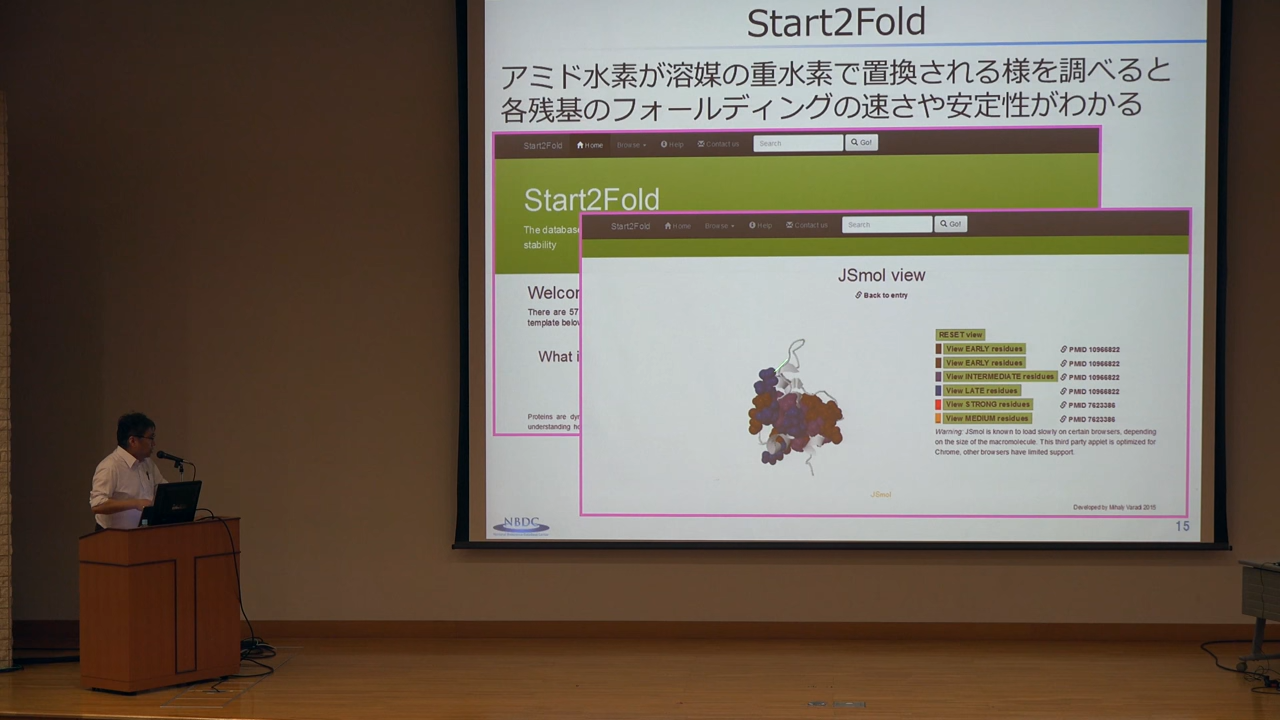 Start2Fold
アミド水素が溶媒の重水素で置換される様を調べると
各残基のフォールディングの速さや安定性がわかる
Start2Fold Home Browse Help Contact us Search Go!
Start2Fold
The database
stability
Welcor
There are 57
template below
What i
Proteins are dyn
understanding ho
Start2Fold Home Browse Help Contact us Search Go!
JSmol view
Back to entry
RESET view
View EARLY residues PMID 10966822
View EARLY residues PMID 10966822
View INTERMEDIATE residues PMID 10966822
View LATE residues PMID 10966822
View STRONG residues PMID 7623386
View MEDIUM residues PMID 7623386
Warning: JSmol is known to load slowly on certain browsers, depending
on the size of the macromolecule. This third party applet is optimized for
Chrome, other browsers have limited support.
JSmol
Developed by Mihaly Varadi 2015
NBDC
15